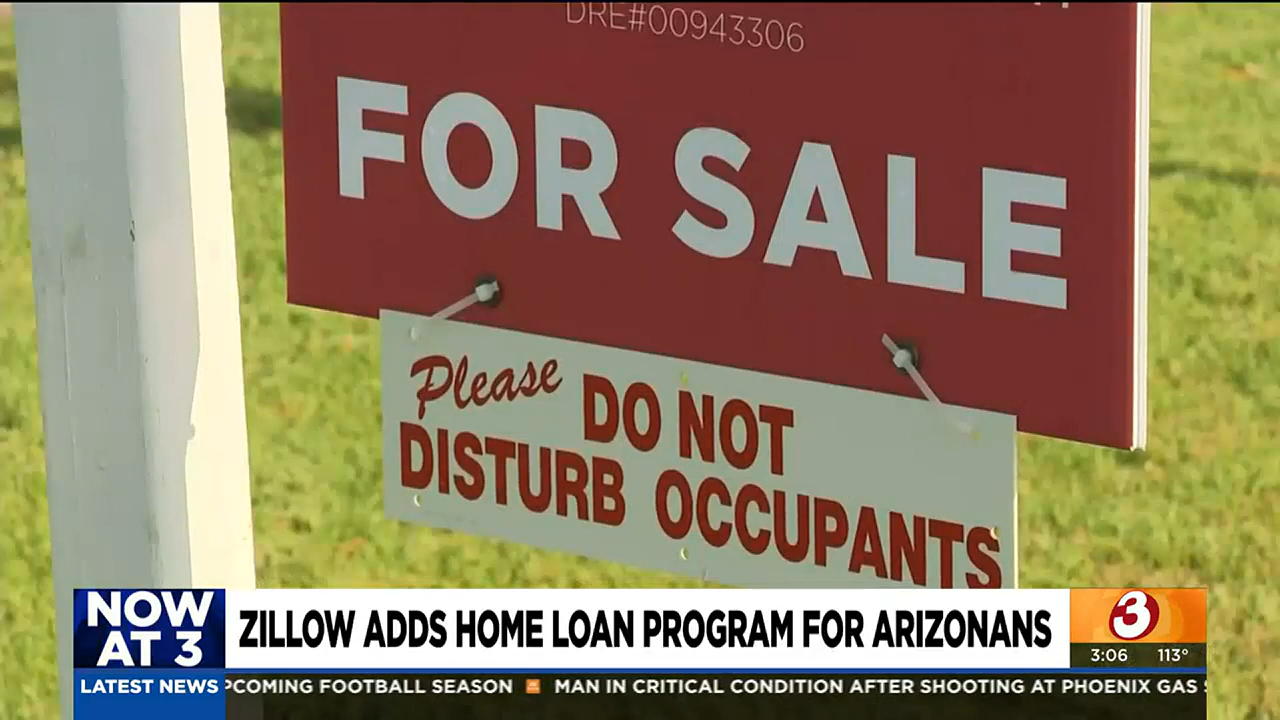 DRE#00943306
FOR SALE
Please DO NOT
DISTURB OCCUPANTS
NOW
AT 3
ZILLOW ADDS HOME LOAN PROGRAM FOR ARIZONANS
3
3:06 113°
LATEST NEWS
PCOMING FOOTBALL SEASON
MAN IN CRITICAL CONDITION AFTER SHOOTING AT PHOENIX GAS